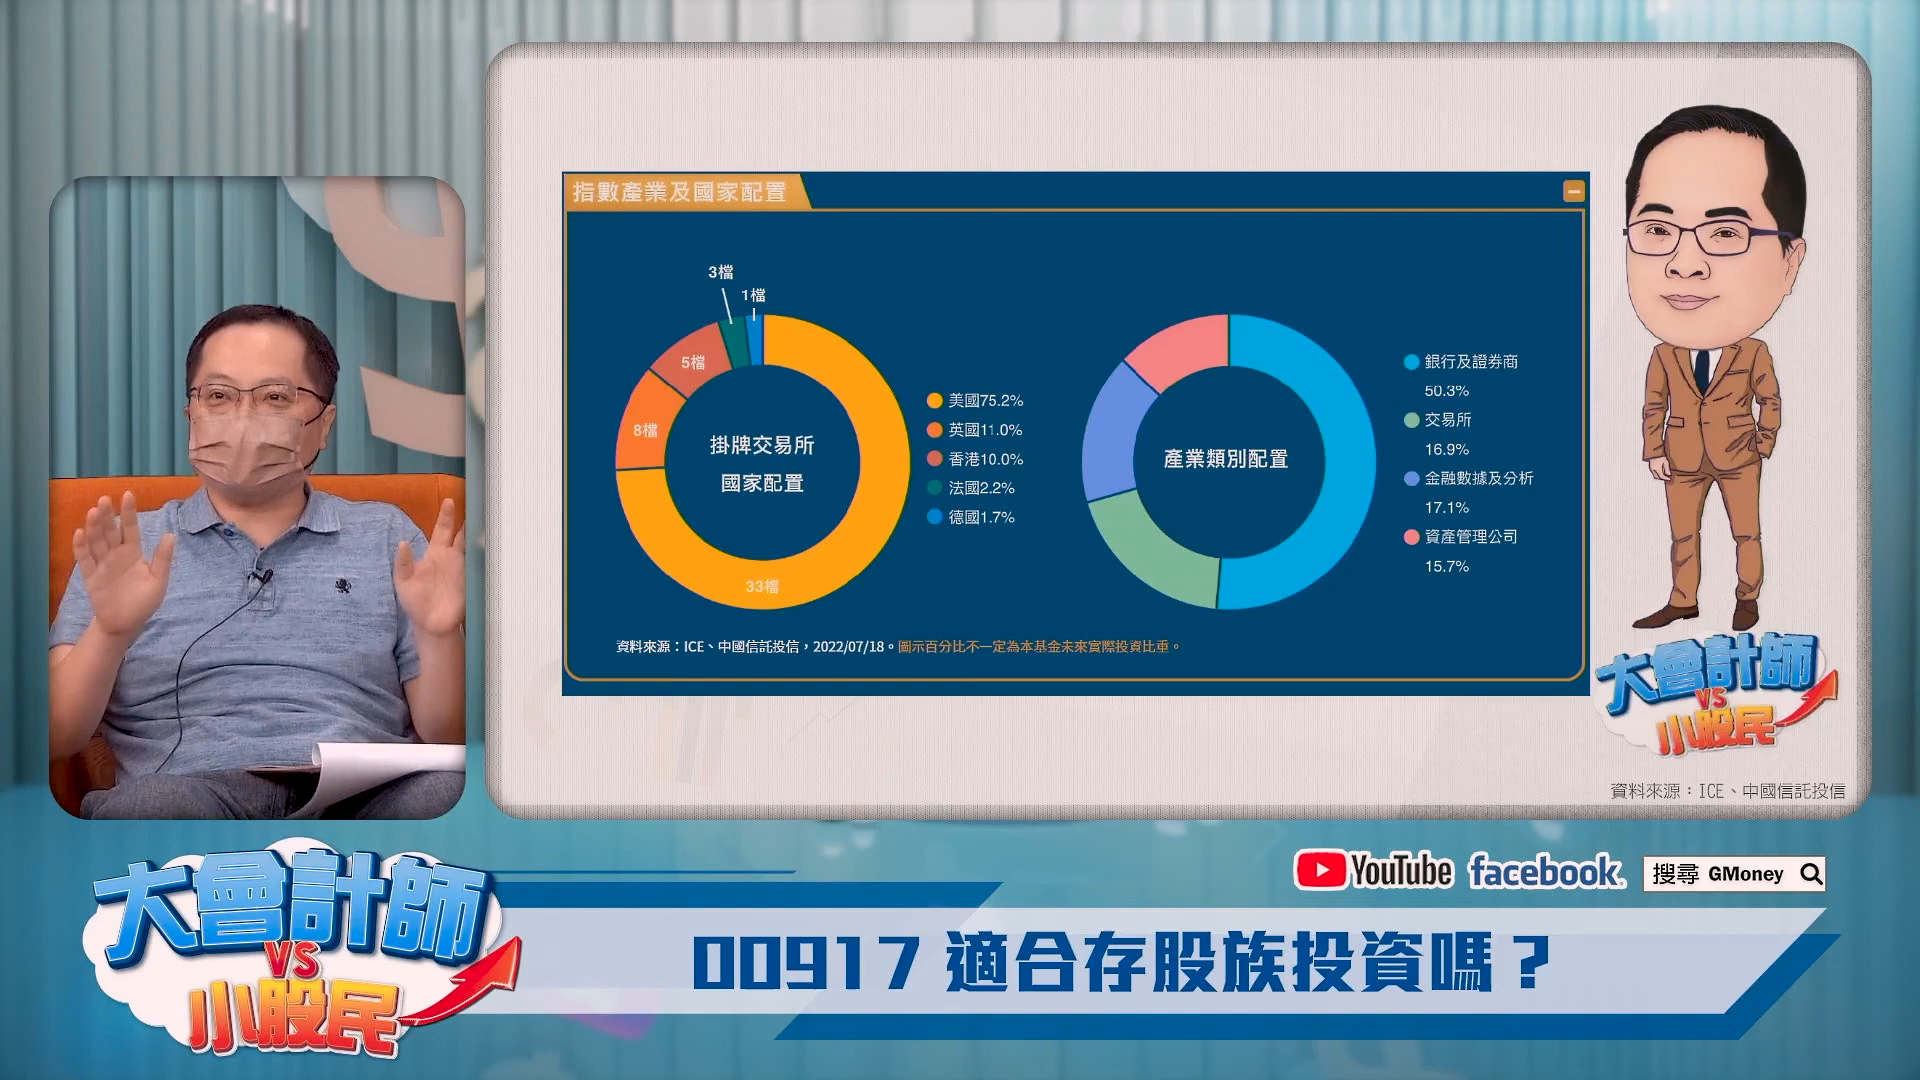 指數產業及國家配置
3檔
1檔
5檔
8檔
33檔
掛牌交易所
國家配置
美國75.2%
英國11.0%
香港10.0%
法國2.2%
德國1.7%
產業類別配置
銀行及證券商
50.3%
交易所
16.9%
金融數據及分析
17.1%
資產管理公司
15.7%
資料來源：ICE、中國信託投信，2022/07/18。圖示百分比不一定為本基金未來實際投資比重。
大會計師
VS
小股民
資料來源：ICE、中國信託投信
YouTube facebook. 搜尋 GMoney
大會計師
VS
小股民
00917 適合存股族投資嗎？